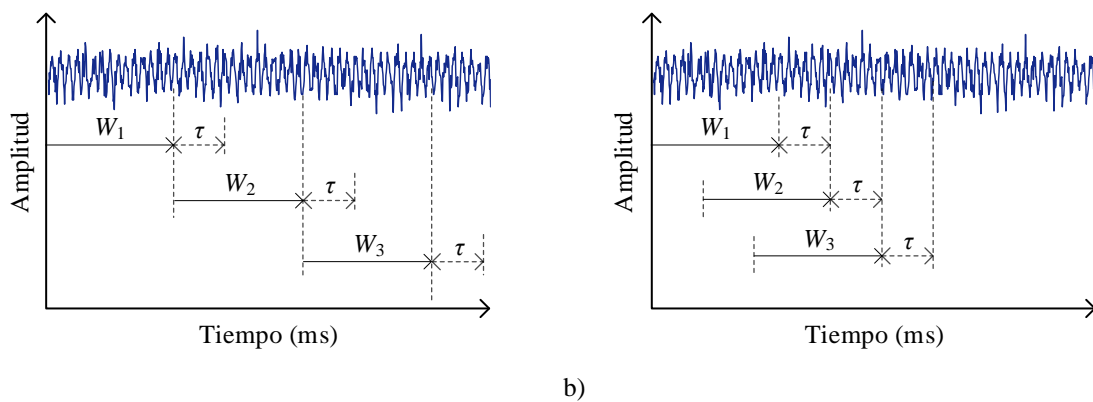 Amplitud
W1 τ
W2 τ
W3 τ
Tiempo (ms)
Amplitud
W1 τ
W2 τ
W3 τ
Tiempo (ms)
b)